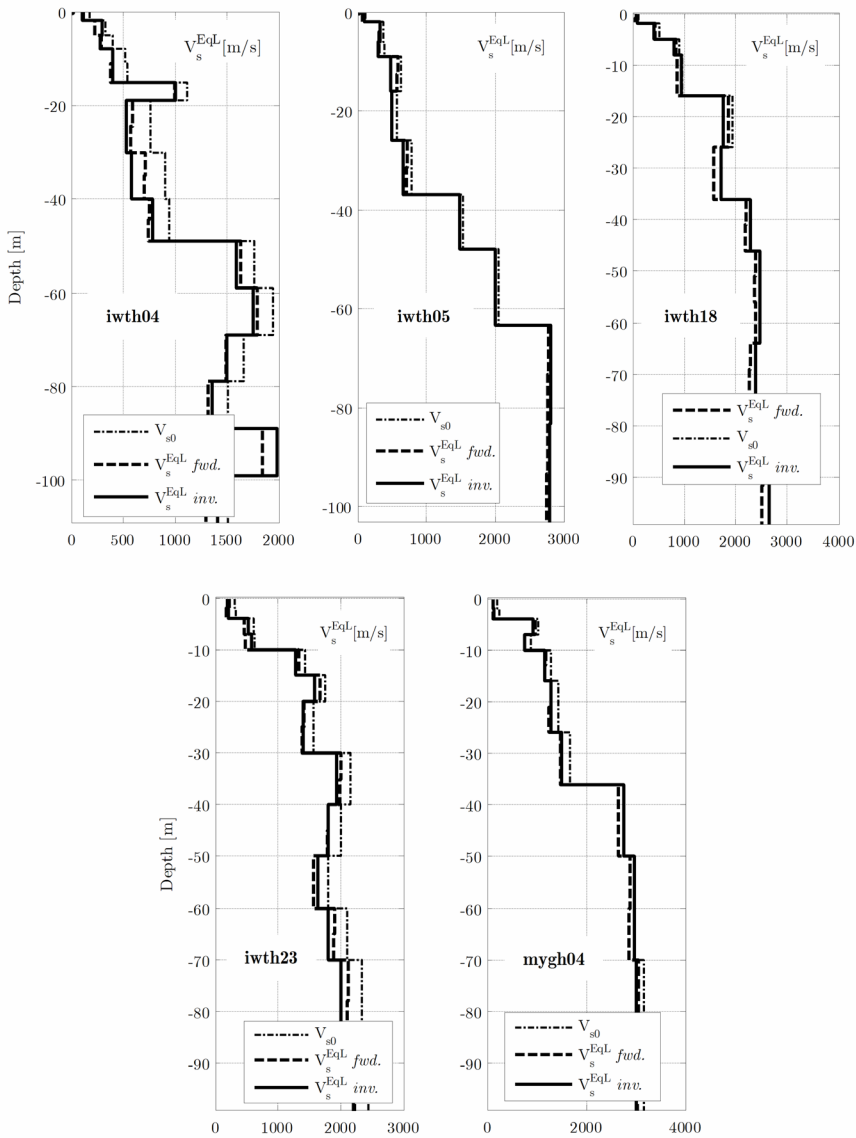 V_s^EqL [m/s]
0
-20
-40
-60
-80
-100
Depth [m]
iwth04
V_s0
V_s^EqL fwd.
V_s^EqL inv.
0 500 1000 1500 2000
V_s^EqL [m/s]
0
-20
-40
-60
-80
-100
iwth05
V_s0
V_s^EqL fwd.
V_s^EqL inv.
0 1000 2000 3000
V_s^EqL [m/s]
0
-10
-20
-30
-40
-50
-60
-70
-80
-90
iwth18
V_s^EqL fwd.
V_s0
V_s^EqL inv.
0 1000 2000 3000 4000
V_s^EqL [m/s]
0
-10
-20
-30
-40
-50
-60
-70
-80
-90
Depth [m]
iwth23
V_s0
V_s^EqL fwd.
V_s^EqL inv.
0 1000 2000 3000
V_s^EqL [m/s]
0
-10
-20
-30
-40
-50
-60
-70
-80
-90
mygh04
V_s0
V_s^EqL fwd.
V_s^EqL inv.
0 1000 2000 3000 4000